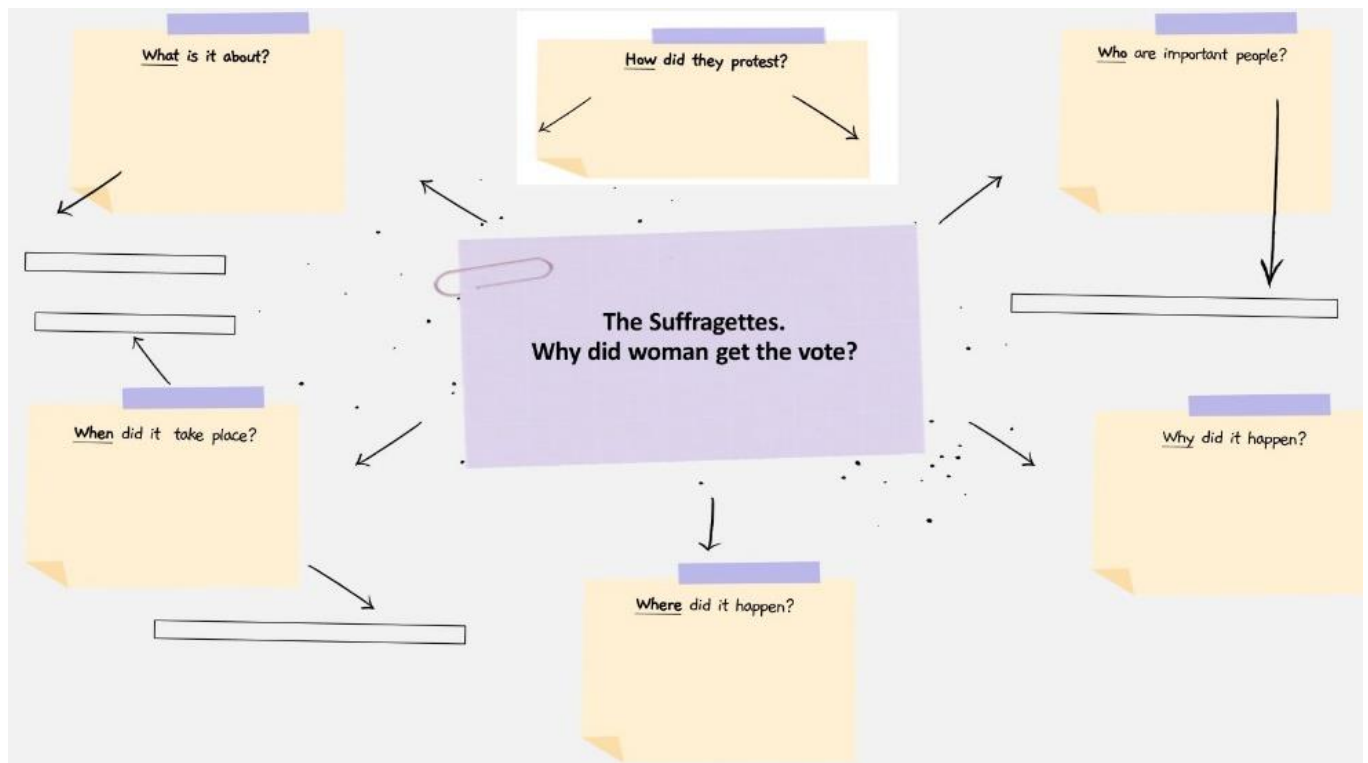 What is it about?
How did they protest?
Who are important people?
The Suffragettes.
Why did woman get the vote?
When did it take place?
Why did it happen?
Where did it happen?